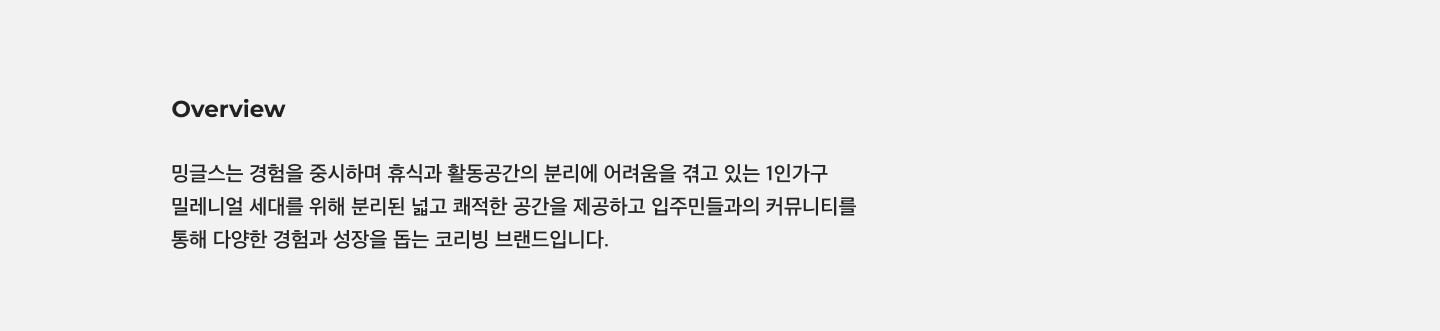 Overview
밍글스는 경험을 중시하며 휴식과 활동공간의 분리에 어려움을 겪고 있는 1인가구
밀레니얼 세대를 위해 분리된 넓고 쾌적한 공간을 제공하고 입주민들과의 커뮤니티를
통해 다양한 경험과 성장을 돕는 코리빙 브랜드입니다.